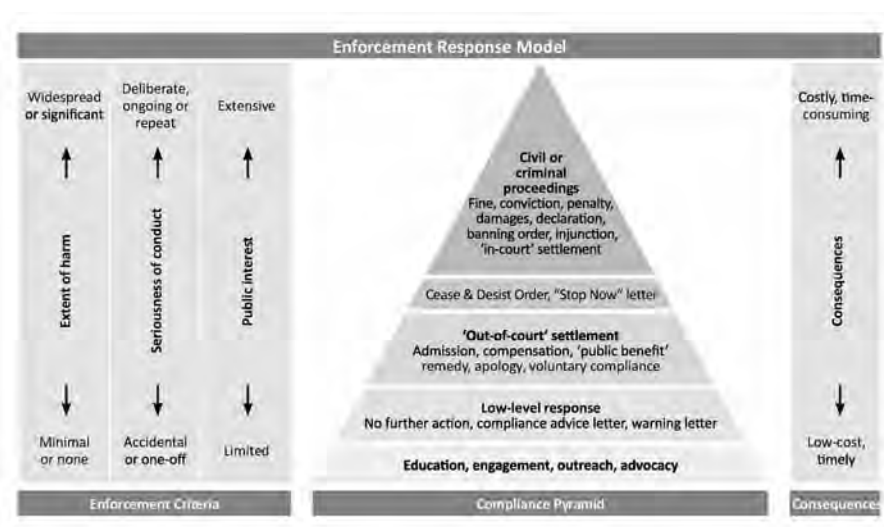 Enforcement Response Model
Widespread
or significant
Extent of harm
Minimal
or none
Deliberate,
ongoing or
repeat
Seriousness of conduct
Accidental
or one-off
Extensive
Public interest
Limited
Enforcement Criteria
Civil or
criminal
proceedings
Fine, conviction, penalty,
damages, declaration,
banning order, injunction,
‘in-court’ settlement
Cease & Desist Order, “Stop Now” letter
‘Out-of-court’ settlement
Admission, compensation, ‘public benefit’
remedy, apology, voluntary compliance
Low-level response
No further action, compliance advice letter, warning letter
Education, engagement, outreach, advocacy
Compliance Pyramid
Costly, time-
consuming
Consequences
Low-cost,
timely
Consequences